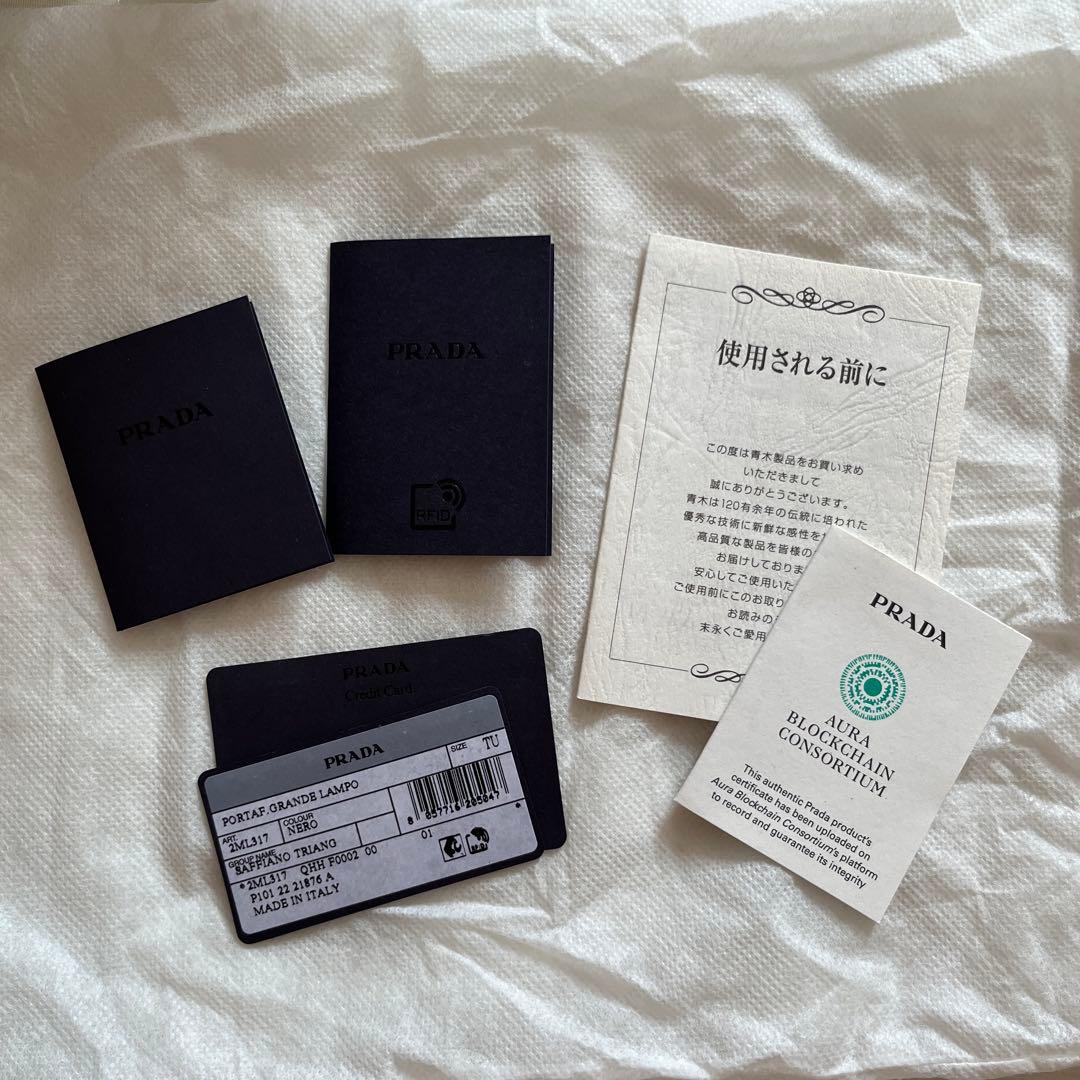 PRADA
PRADA
RFID
使用される前に
この度は青木製品をお買い求め
いただきまして
誠にありがとうございます。
青木は120有余年の伝統に培われた
優秀な技術に新鮮な感性を
高品質な製品を皆様の
お届けしておりま
安心してご使用いた
ご使用前にこのお取り
お読みの
末永くご愛用
PRADA
AURA
BLOCKCHAIN
CONSORTIUM
This authentic Prada product's
certificate has been uploaded on
Aura Blockchain Consortium's platform
to record and guarantee its integrity
PRADA
Credit Card
PRADA
SIZE TU
PORTAF.GRANDE LAMPO
ART. 2ML317
COLOUR NERO
8 057716 205047 *
01
GROUP NAME
SAFFIANO TRIANG
*2ML317 QHH F0002 00
P101 22 21876 A
MADE IN ITALY